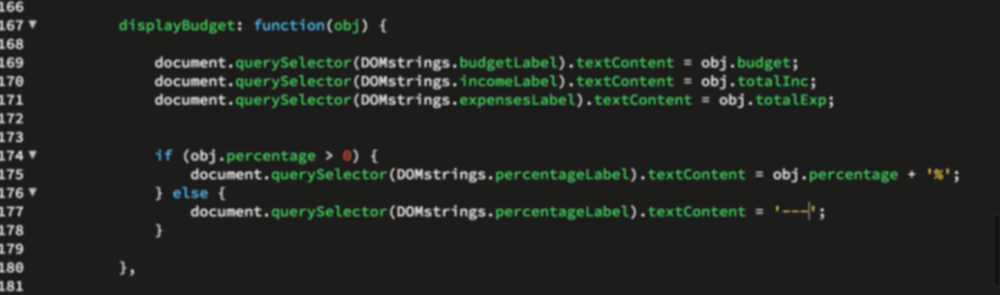 166
167 ▼ displayBudget: function(obj) {
168
169 document.querySelector(DOMstrings.budgetLabel).textContent = obj.budget;
170 document.querySelector(DOMstrings.incomeLabel).textContent = obj.totalInc;
171 document.querySelector(DOMstrings.expensesLabel).textContent = obj.totalExp;
172
173
174 ▼ if (obj.percentage > 0) {
175 document.querySelector(DOMstrings.percentageLabel).textContent = obj.percentage + '%';
176 ▼ } else {
177 document.querySelector(DOMstrings.percentageLabel).textContent = '---';
178 }
179
180 },
181